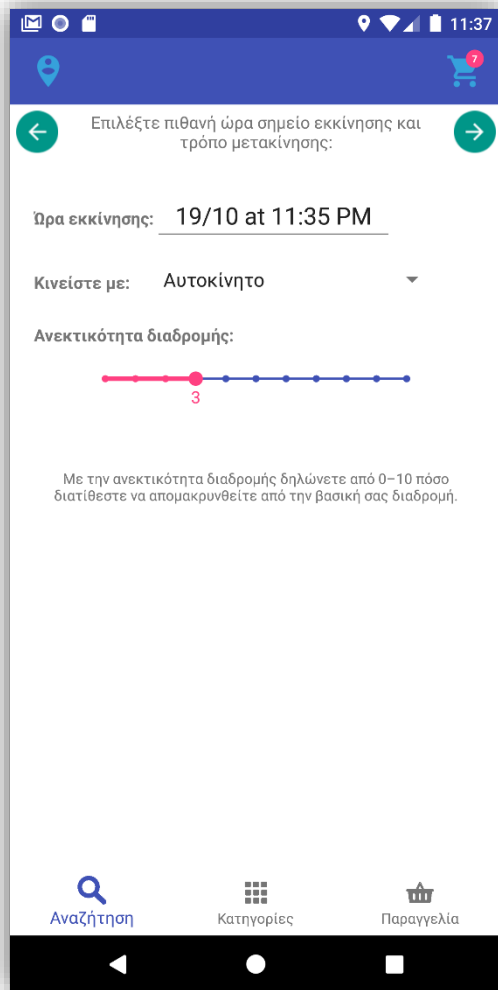 11:37
7
Επιλέξτε πιθανή ώρα σημείο εκκίνησης και
τρόπο μετακίνησης:
Ώρα εκκίνησης: 19/10 at 11:35 PM
Κινείστε με: Αυτοκίνητο
Ανεκτικότητα διαδρομής:
3
Με την ανεκτικότητα διαδρομής δηλώνετε από 0–10 πόσο
διατίθεστε να απομακρυνθείτε από την βασική σας διαδρομή.
Αναζήτηση Κατηγορίες Παραγγελία